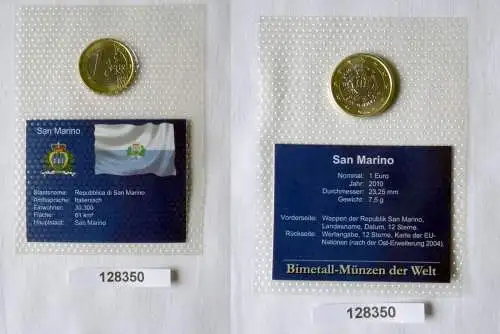 1
EURO
San Marino
Staatsname: Repubblica di San Marino
Amtssprache: Italienisch
Einwohner: 30.300
Fläche: 61 km²
Hauptstadt: San Marino
128350
San Marino
Nominal: 1 Euro
Jahr: 2010
Durchmesser: 23,25 mm
Gewicht: 7,5 g
Vorderseite: Wappen der Republik San Marino,
Landesname, Datum, 12 Sterne.
Rückseite: Wertangabe, 12 Sterne, Karte der EU-
Nationen (nach der Ost-Erweiterung 2004).
Bimetall-Münzen der Welt
128350